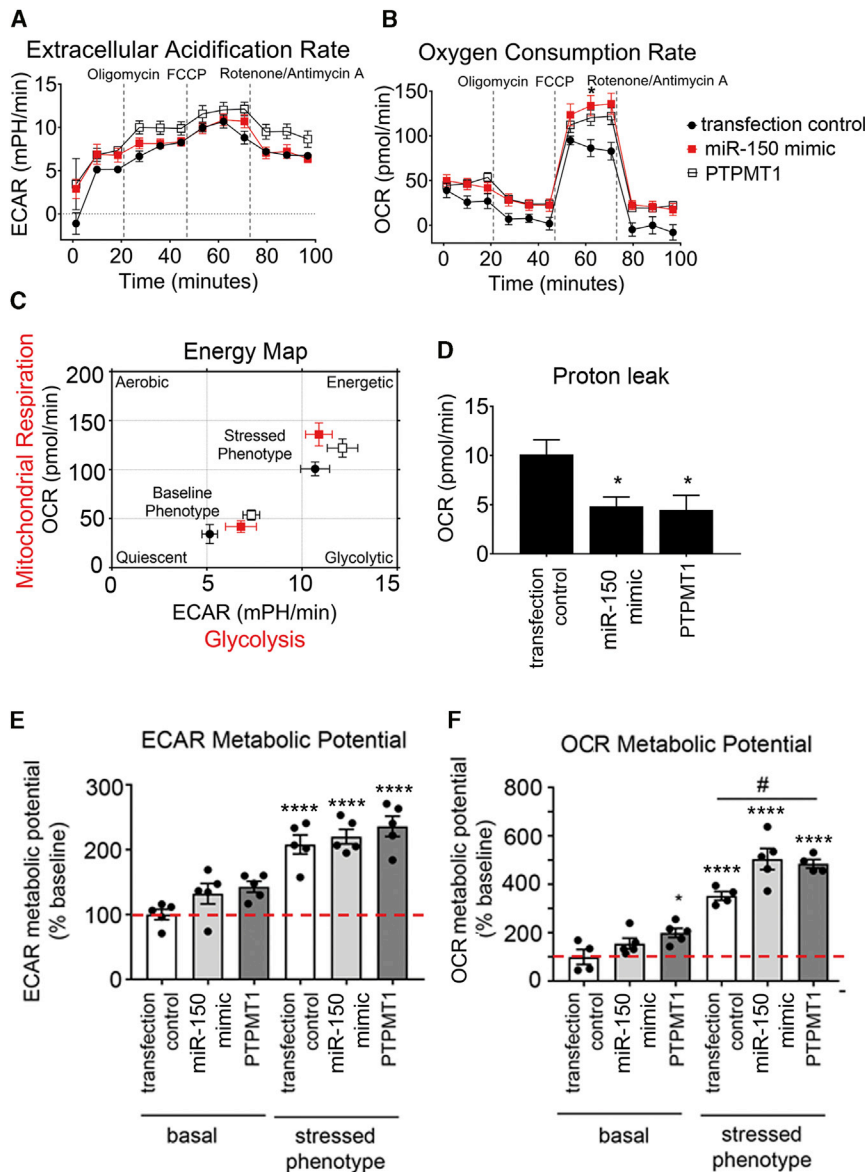 A
Extracellular Acidification Rate
Oligomycin FCCP Rotenone/Antimycin A
ECAR (mPH/min)
15
10
5
0
0 20 40 60 80 100
Time (minutes)
B
Oxygen Consumption Rate
Oligomycin FCCP Rotenone/Antimycin A
*
OCR (pmol/min)
150
100
50
0
0 20 40 60 80 100
Time (minutes)
transfection control
miR-150 mimic
PTPMT1
C
Energy Map
Mitochondrial Respiration
OCR (pmol/min)
200
150
100
50
0
Aerobic
Energetic
Stressed
Phenotype
Baseline
Phenotype
Quiescent
Glycolytic
0 5 10 15
ECAR (mPH/min)
Glycolysis
D
Proton leak
OCR (pmol/min)
15
10
5
0
* *
transfection
control
miR-150
mimic
PTPMT1
E
ECAR Metabolic Potential
ECAR metabolic potential
(% baseline)
300
200
100
0
**** **** ****
transfection
control
miR-150
mimic
PTPMT1
transfection
control
miR-150
mimic
PTPMT1
basal
stressed
phenotype
F
OCR Metabolic Potential
OCR metabolic potential
(% baseline)
800
600
400
200
0
#
*
**** **** ****
-
transfection
control
miR-150
mimic
PTPMT1
transfection
control
miR-150
mimic
PTPMT1
basal
stressed
phenotype